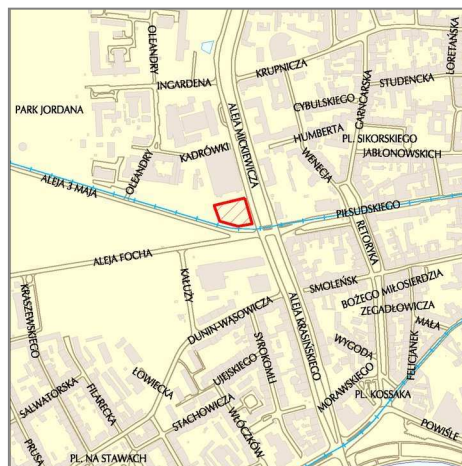 OLEANDRY
LORETAŃSKA
KRUPNICZA
INGARDENA
STUDENCKA
ALEJA MICKIEWICZA
GARNCARSKA
CYBULSKIEGO
PARK JORDANA
HUMBERTA
PL. SIKORSKIEGO
KADRÓWKI
JABŁONOWSKICH
WENECJA
ALEJA 3 MAJA
OLEANDRY
PIŁSUDSKIEGO
RETORYKA
ALEJA FOCHA
KAŁUŻY
SMOLEŃSK
BOŻEGO MIŁOSIERDZIA
KRASZEWSKIEGO
ALEJA KRASIŃSKIEGO
ZEGADŁOWICZA
DUNIN-WĄSOWICZA
MAŁA
SYROKOMLI
WYGODA
FELICJANEK
UJEJSKIEGO
MORAWSKIEGO
ŁOWIECKA
SALWATORSKA
FILARECKA
PL. KOSSAKA
STACHOWICZA
WŁÓCZKÓW
POWIŚLE
PRUSA
PL. NA STAWACH